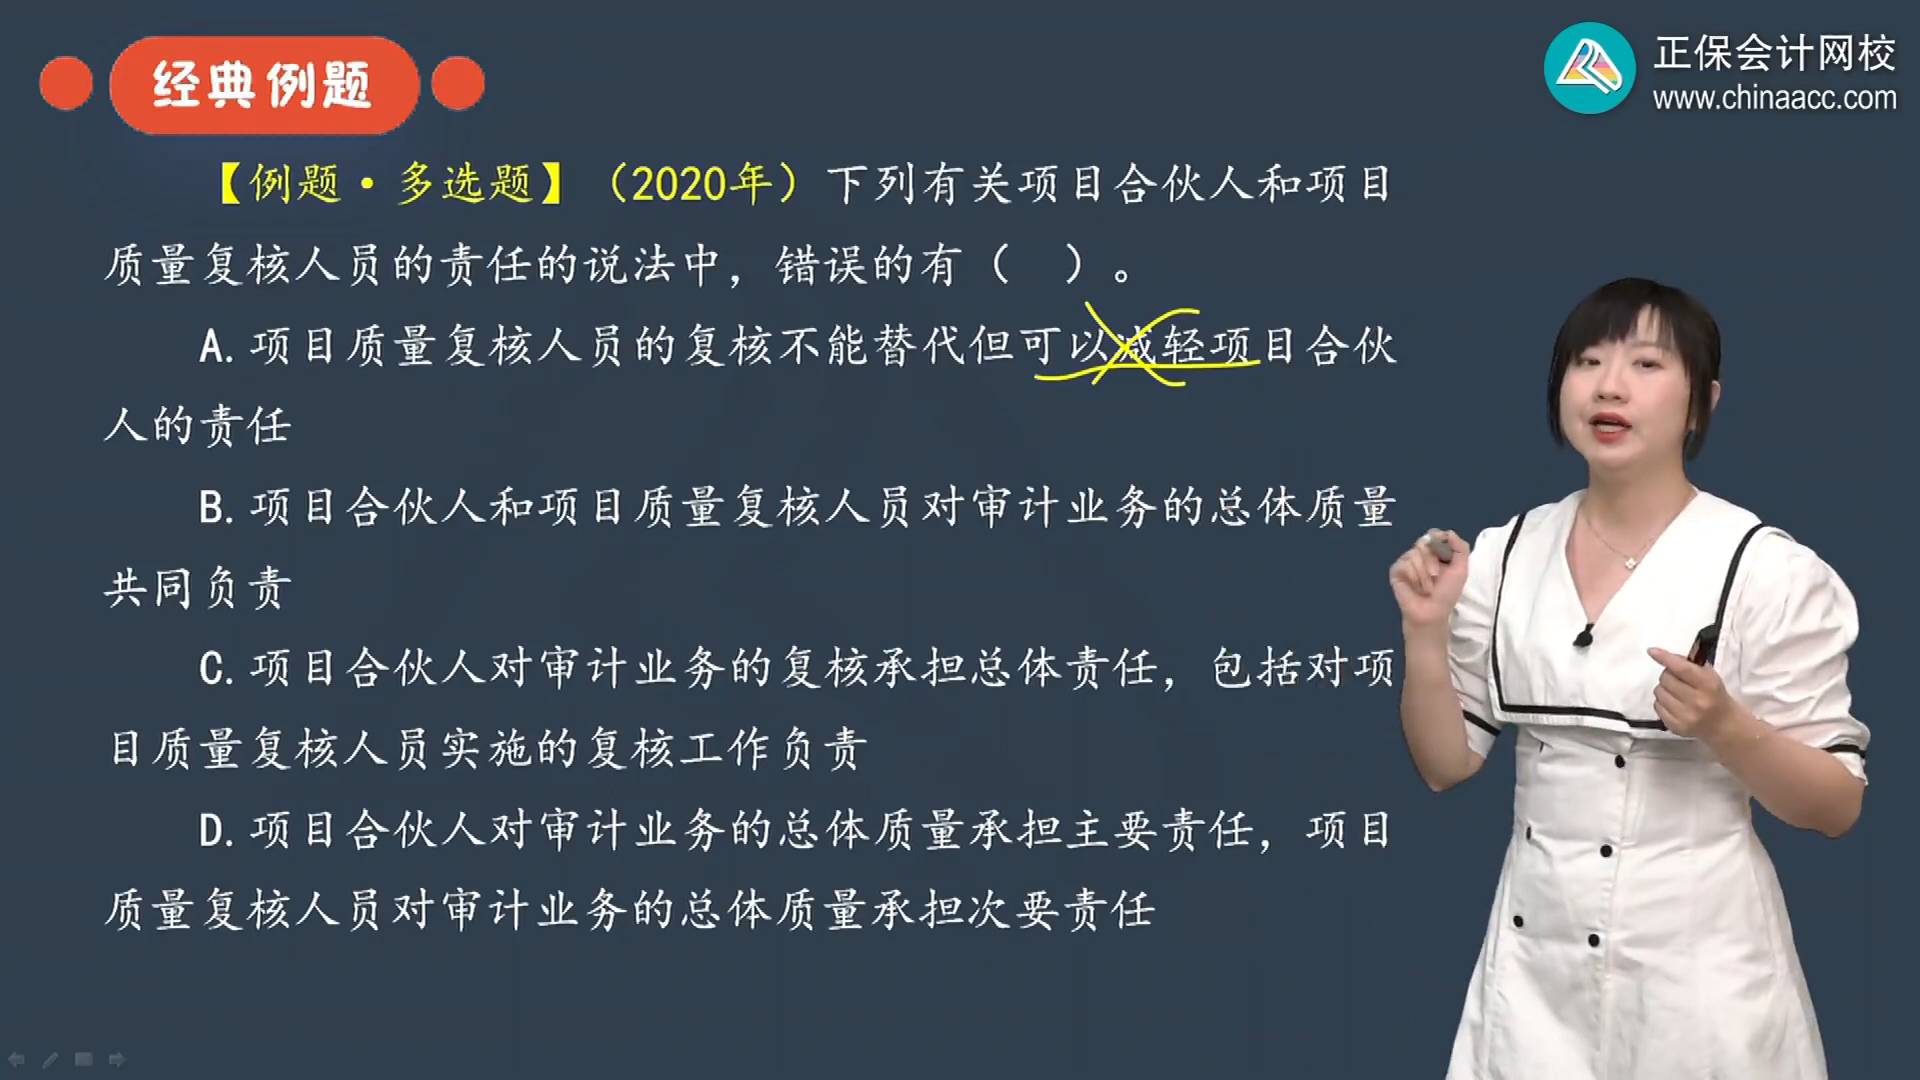 经典例题
正保会计网校
www.chinaacc.com
【例题·多选题】（2020年）下列有关项目合伙人和项目
质量复核人员的责任的说法中，错误的有（ ）。
A.项目质量复核人员的复核不能替代但可以减轻项目合伙
人的责任
B.项目合伙人和项目质量复核人员对审计业务的总体质量
共同负责
C.项目合伙人对审计业务的复核承担总体责任，包括对项
目质量复核人员实施的复核工作负责
D.项目合伙人对审计业务的总体质量承担主要责任，项目
质量复核人员对审计业务的总体质量承担次要责任